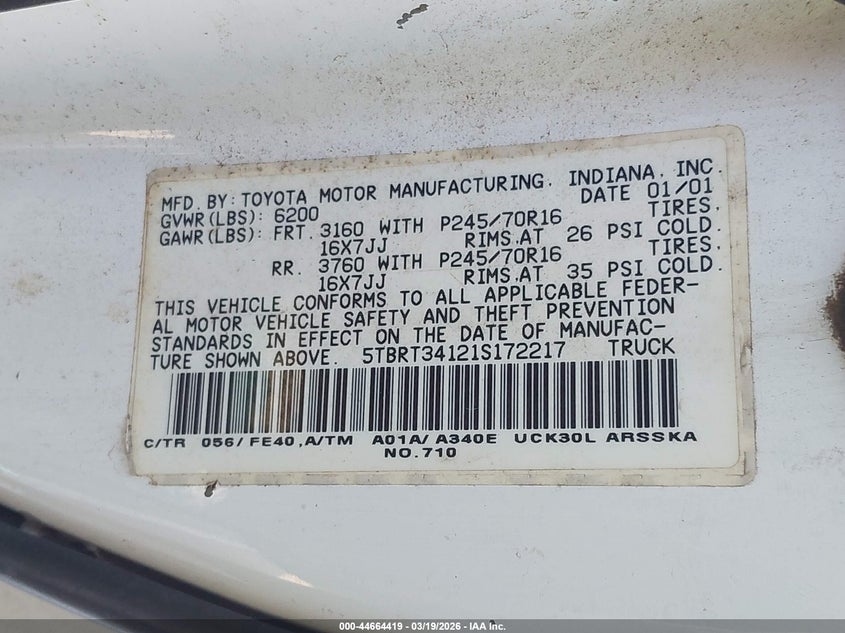 MFD. BY: TOYOTA MOTOR MANUFACTURING, INDIANA, INC.
GVWR(LBS): 6200 DATE 01/01
GAWR(LBS): FRT. 3160 WITH P245/70R16 TIRES,
16X7JJ RIMS,AT 26 PSI COLD.
RR. 3760 WITH P245/70R16 TIRES,
16X7JJ RIMS,AT 35 PSI COLD.
THIS VEHICLE CONFORMS TO ALL APPLICABLE FEDER-
AL MOTOR VEHICLE SAFETY AND THEFT PREVENTION
STANDARDS IN EFFECT ON THE DATE OF MANUFAC-
TURE SHOWN ABOVE. 5TBRT34121S172217 TRUCK
C/TR 056/FE40,A/TM A01A/A340E UCK30L ARSSKA
NO.710
000-44664419 | 03/19/2026 - IAA Inc.